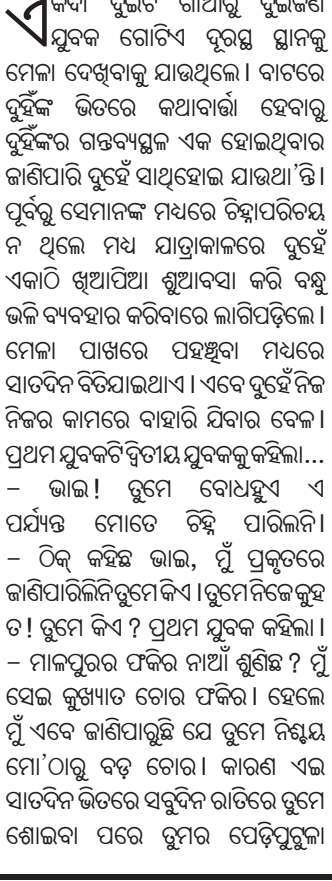 ଏକଦା ଦୁଇଟି ଗାଁଆରୁ ଦୁଇଜଣ
ଯୁବକ ଗୋଟିଏ ଦୂରସ୍ଥ ସ୍ଥାନକୁ
ମେଳା ଦେଖିବାକୁ ଯାଉଥିଲେ। ବାଟରେ
ଦୁହିଁଙ୍କ ଭିତରେ କଥାବାର୍ତ୍ତା ହେବାରୁ
ଦୁହିଁଙ୍କର ଗନ୍ତବ୍ୟସ୍ଥଳ ଏକ ହୋଇଥିବାର
ଜାଣିପାରି ଦୁହେଁ ସାଥିହୋଇ ଯାଉଥା’ନ୍ତି।
ପୂର୍ବରୁ ସେମାନଙ୍କ ମଧ୍ୟରେ ଚିହ୍ନାପରିଚୟ
ନ ଥିଲେ ମଧ୍ୟ ଯାତ୍ରାକାଳରେ ଦୁହେଁ
ଏକାଠି ଖିଆପିଆ ଶୁଆବସା କରି ବନ୍ଧୁ
ଭଳି ବ୍ୟବହାର କରିବାରେ ଲାଗିପଡ଼ିଲେ।
ମେଳା ପାଖରେ ପହଞ୍ଚିବା ମଧ୍ୟରେ
ସାତଦିନ ବିତିଯାଇଥାଏ। ଏବେ ଦୁହେଁ ନିଜ
ନିଜର କାମରେ ବାହାରି ଯିବାର ବେଳ।
ପ୍ରଥମ ଯୁବକଟି ଦ୍ୱିତୀୟ ଯୁବକକୁ କହିଲା...
– ଭାଇ! ତୁମେ ବୋଧହୁଏ ଏ
ପର୍ଯ୍ୟନ୍ତ ମୋତେ ଚିହ୍ନି ପାରିଲନି।
– ଠିକ୍ କହିଛ ଭାଇ, ମୁଁ ପ୍ରକୃତରେ
ଜାଣିପାରିଲିନି ତୁମେ କିଏ। ତୁମେ ନିଜେ କୁହ
ତ! ତୁମେ କିଏ? ପ୍ରଥମ ଯୁବକ କହିଲା।
– ମାଳପୁରର ଫକିର ନାଆଁ ଶୁଣିଛ? ମୁଁ
ସେଇ କୁଖ୍ୟାତ ଚୋର ଫକିର। ହେଲେ
ମୁଁ ଏବେ ଜାଣିପାରୁଛି ଯେ ତୁମେ ନିଶ୍ଚୟ
ମୋ’ଠାରୁ ବଡ଼ ଚୋର। କାରଣ ଏଇ
ସାତଦିନ ଭିତରେ ସବୁଦିନ ରାତିରେ ତୁମେ
ଶୋଇବା ପରେ ତୁମର ପେଡ଼ିପୁଟୁଳା